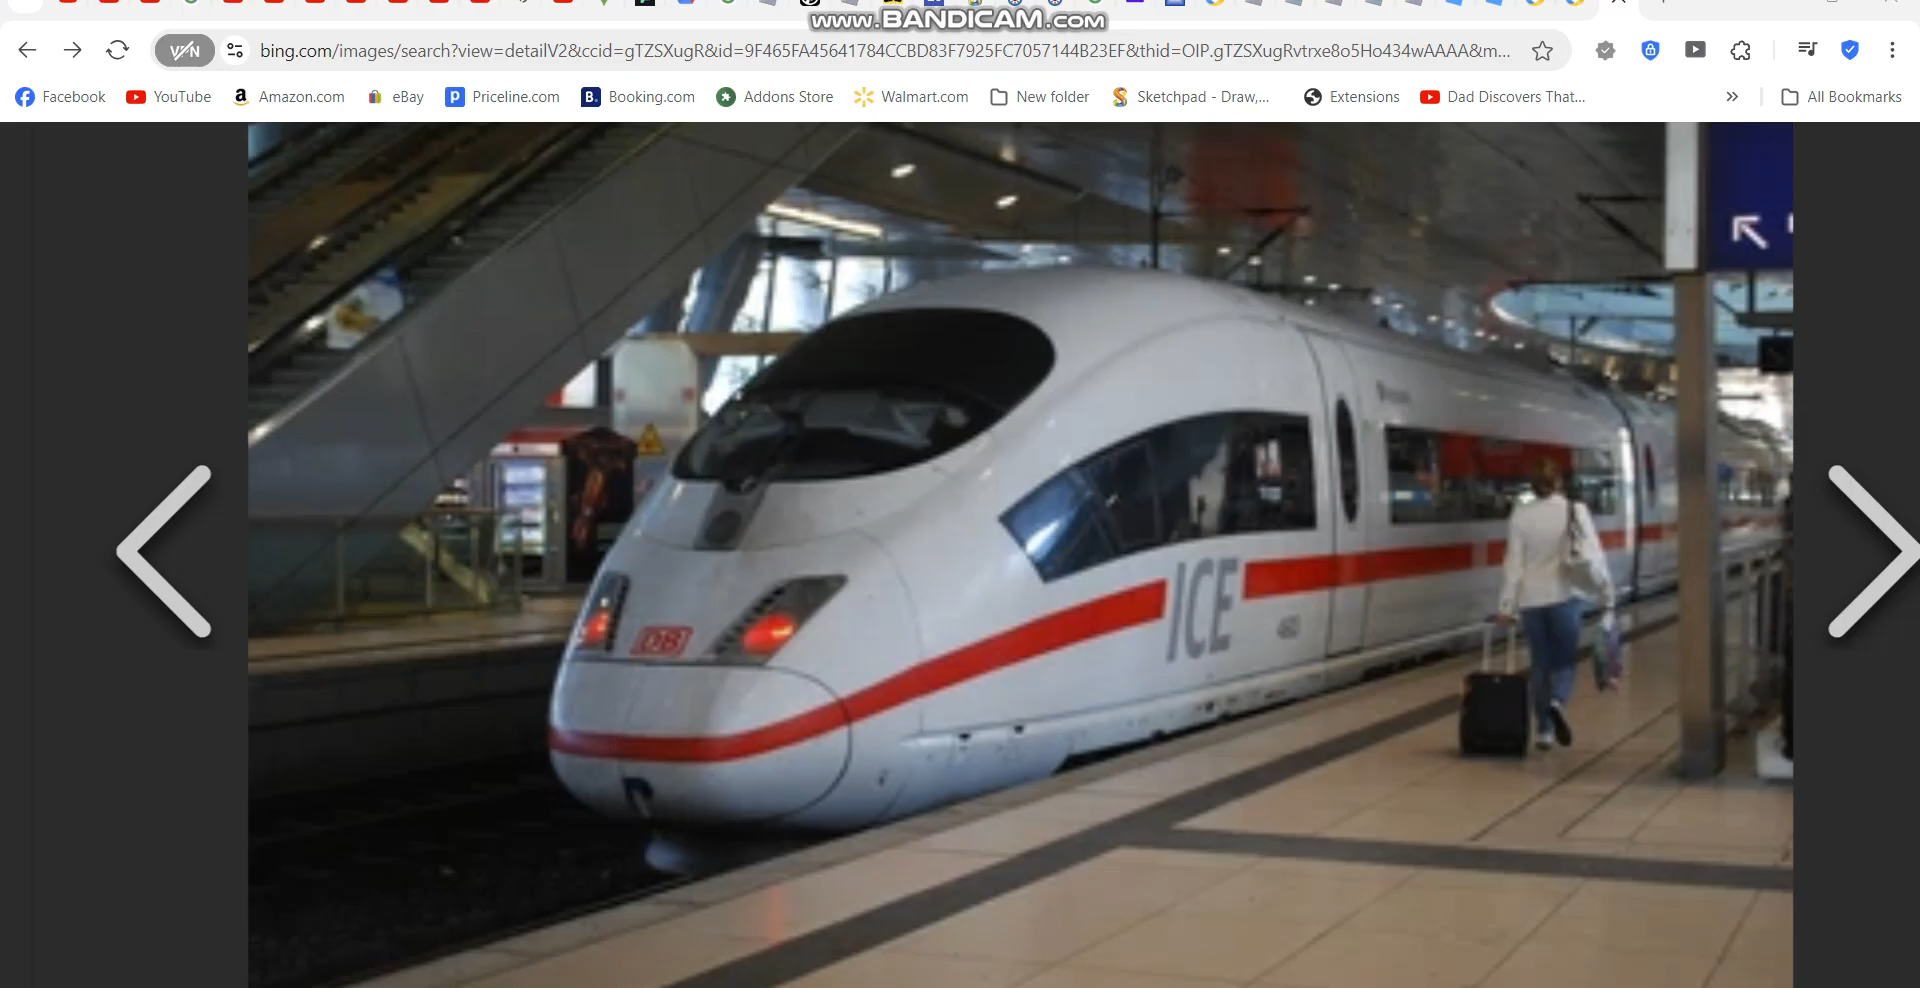 www.BANDICAM.com
VPN
bing.com/images/search?view=detailV2&ccid=gTZSXugR&id=9F465FA45641784CCBD83F7925FC7057144B23EF&thid=OIP.gTZSXugRvtrxe8o5Ho434wAAAA&m...
Facebook YouTube Amazon.com eBay Priceline.com Booking.com Addons Store Walmart.com New folder Sketchpad - Draw,... Extensions Dad Discovers That... » All Bookmarks
ICE
DB